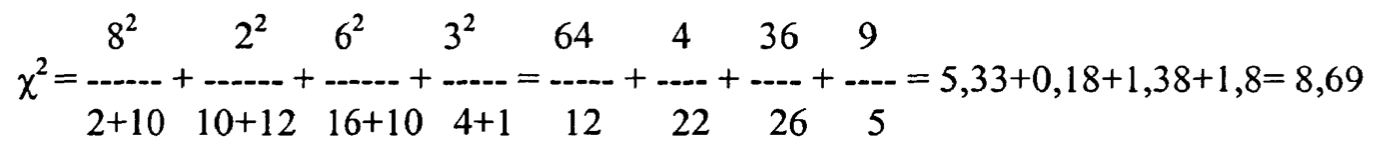 8² 2² 6² 3² 64 4 36 9
χ² = ------ + ------ + ------ + ----- = ----- + ---- + ---- + ---- = 5,33+0,18+1,38+1,8= 8,69
2+10 10+12 16+10 4+1 12 22 26 5